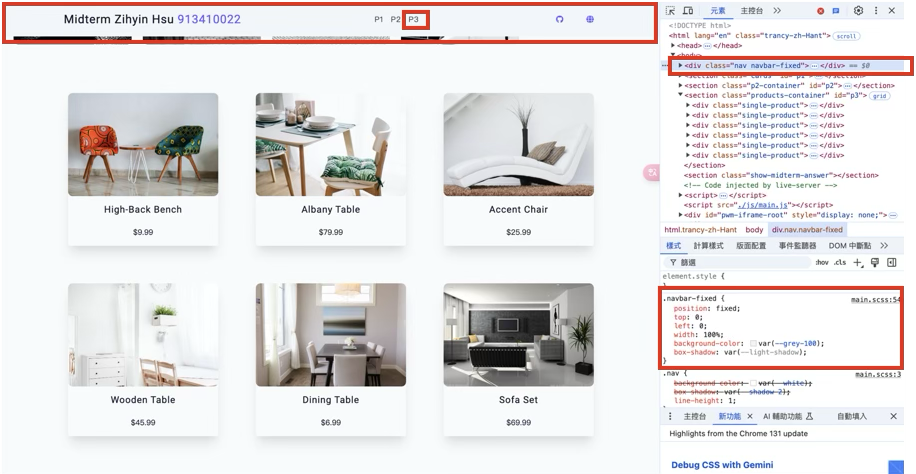 Midterm Zihyin Hsu 913410022
P1 P2 P3
High-Back Bench
$9.99
Albany Table
$79.99
Accent Chair
$25.99
Wooden Table
$45.99
Dining Table
$6.99
Sofa Set
$69.99
元素 主控台
<!DOCTYPE html>
<html lang="en" class="trancy-zh-Hant"> scroll
<head> </head>
<body>
<div class="nav navbar-fixed"> </div> == $0
<section class="cards" id="p1"> </section>
<section class="p2-container" id="p2"> </section>
<section class="products-container" id="p3"> grid
<div class="single-product"> </div>
<div class="single-product"> </div>
<div class="single-product"> </div>
<div class="single-product"> </div>
<div class="single-product"> </div>
<div class="single-product"> </div>
</section>
<section class="show-midterm-answer"></section>
<!-- Code injected by live-server -->
<script> </script>
<script src="./js/main.js"></script>
<div id="pwm-iframe-root" style="display: none;"> </div>
html.trancy-zh-Hant body div.nav.navbar-fixed
樣式 計算樣式 版面配置 事件監聽器 DOM 中斷點
篩選 :hov .cls
element.style {
}
.navbar-fixed { main.scss:54
position: fixed;
top: 0;
left: 0;
width: 100%;
background-color: var(--grey-100);
box-shadow: var(--light-shadow);
}
.nav { main.scss:3
background-color: var(--white);
box-shadow: var(--shadow-2);
line-height: 1;
主控台 新功能 AI 輔助功能 自動填入
Highlights from the Chrome 131 update
Debug CSS with Gemini